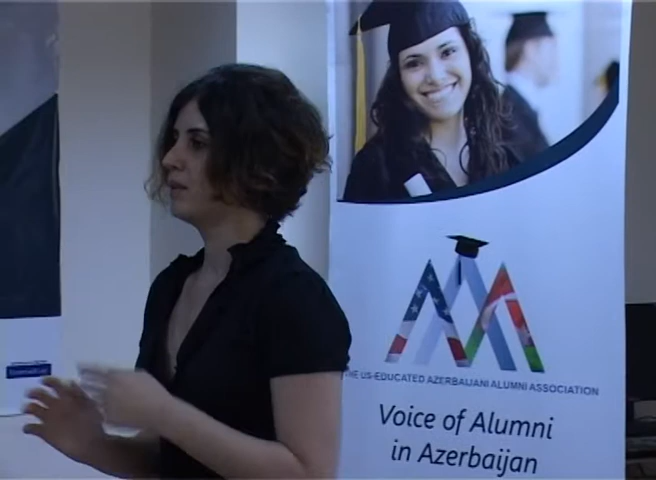 THE US-EDUCATED AZERBAIJANI ALUMNI ASSOCIATION
Voice of Alumni
in Azerbaijan